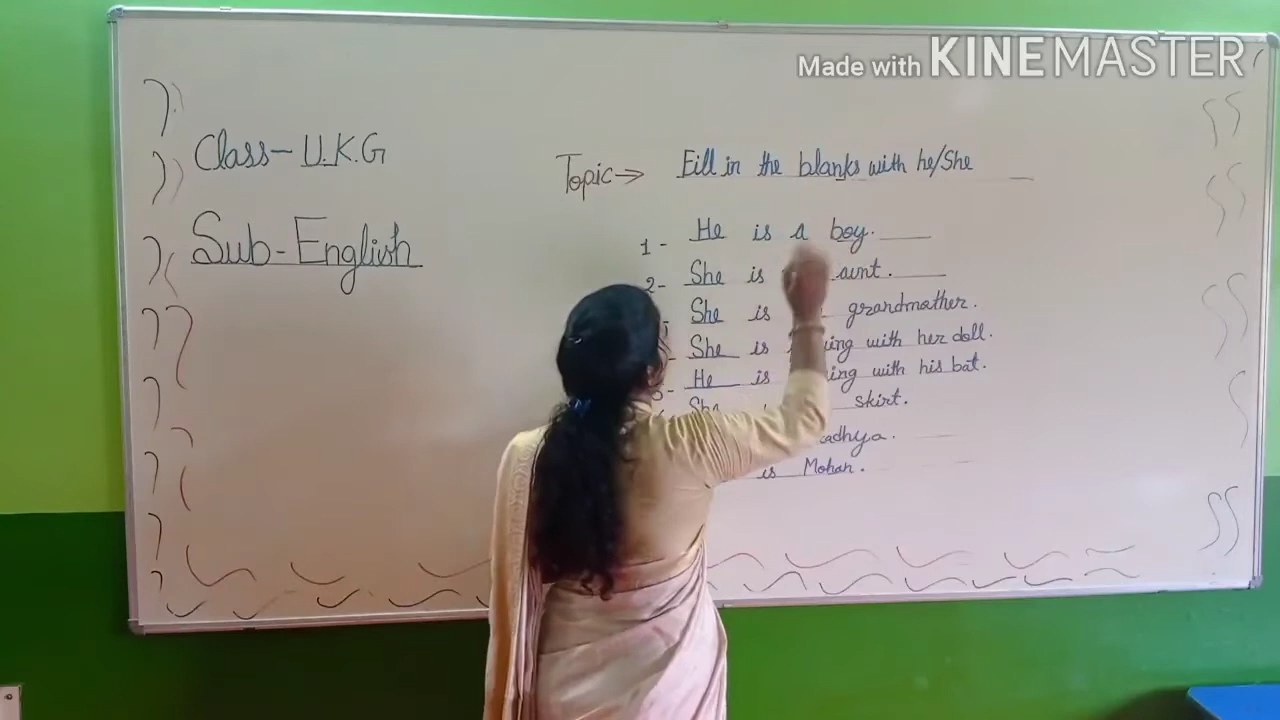 Made with KINEMASTER
Class- U.K.G
Sub- English
Topic → Fill in the blanks with he/She
1- He is a boy.
2- She is aunt.
She is grandmother.
She is with her doll.
He is with his bat.
She skirt.
is Mohan.